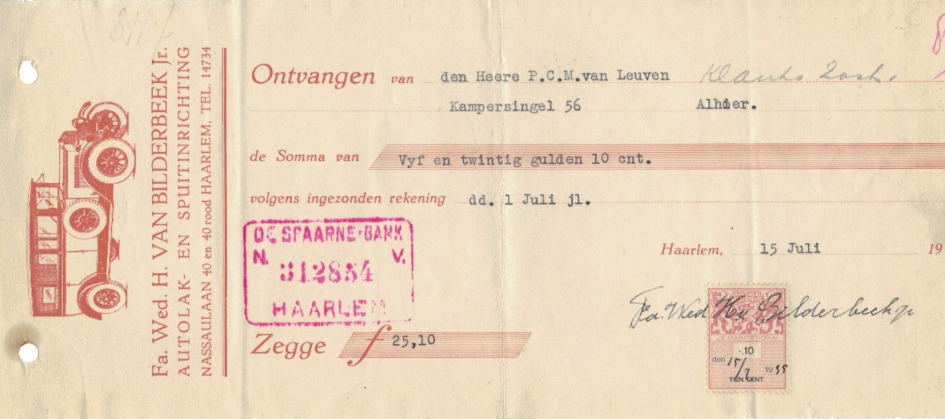 Fa. Wed. H. VAN BILDERBEEK Jr.
AUTOLAK- EN SPUITINRICHTING
NASSAULAAN 40 en 40 rood HAARLEM. TEL. 14734
Ontvangen van den Heere P.C.M.van Leuven
Kampersingel 56 Alhier.
de Somma van Vyf en twintig gulden 10 cnt.
volgens ingezonden rekening dd. 1 Juli jl.
DE SPAARNE-BANK
N. V.
312854
HAARLEM
Haarlem, 15 Juli 19
Fa. Wed H v Bilderbeek jr
Zegge f 25,10
JE MAINTIENDRAI
-.10
den 15/7 1935
TIEN CENT